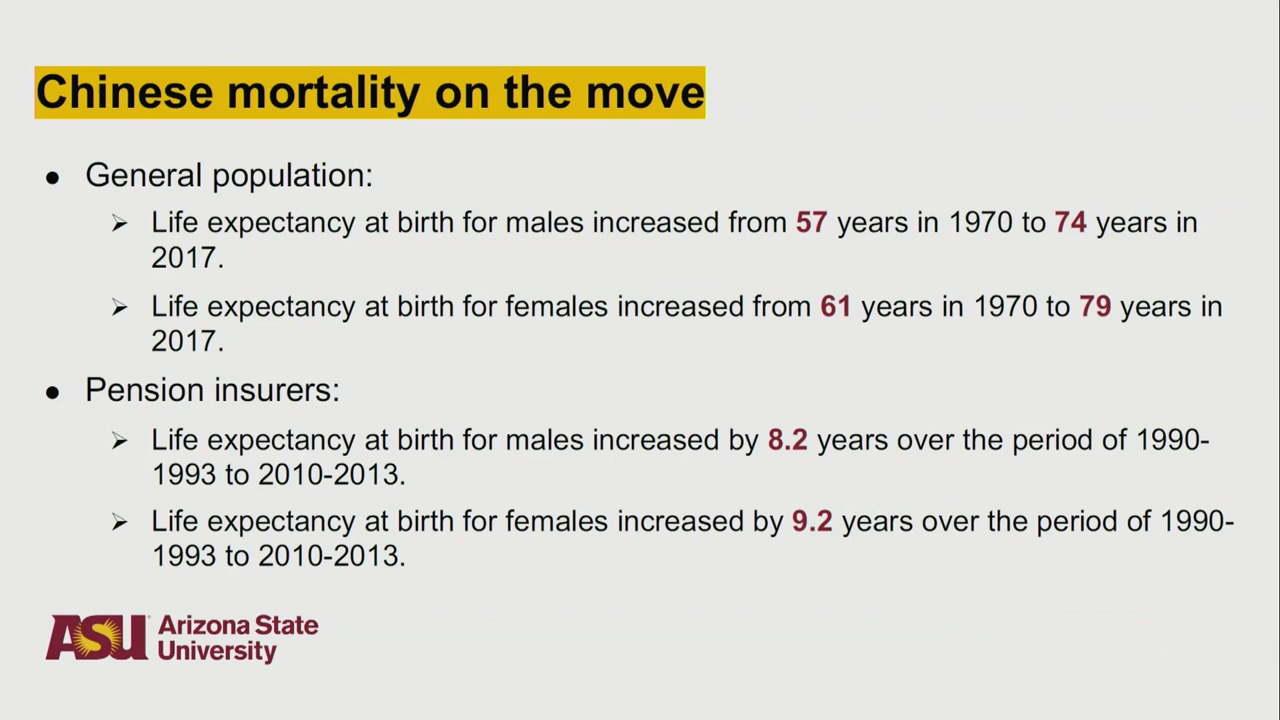 Chinese mortality on the move
● General population:
➢ Life expectancy at birth for males increased from 57 years in 1970 to 74 years in
2017.
➢ Life expectancy at birth for females increased from 61 years in 1970 to 79 years in
2017.
● Pension insurers:
➢ Life expectancy at birth for males increased by 8.2 years over the period of 1990-
1993 to 2010-2013.
➢ Life expectancy at birth for females increased by 9.2 years over the period of 1990-
1993 to 2010-2013.
ASU Arizona State
University